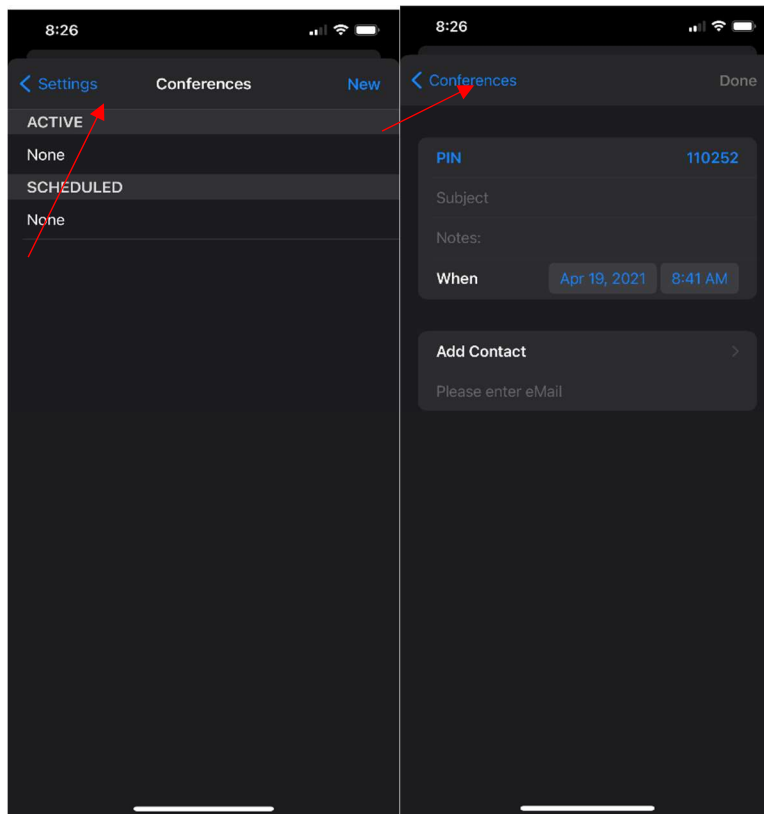 8:26
Settings Conferences New
ACTIVE
None
SCHEDULED
None
8:26
Conferences Done
PIN 110252
Subject
Notes:
When Apr 19, 2021 8:41 AM
Add Contact
Please enter eMail